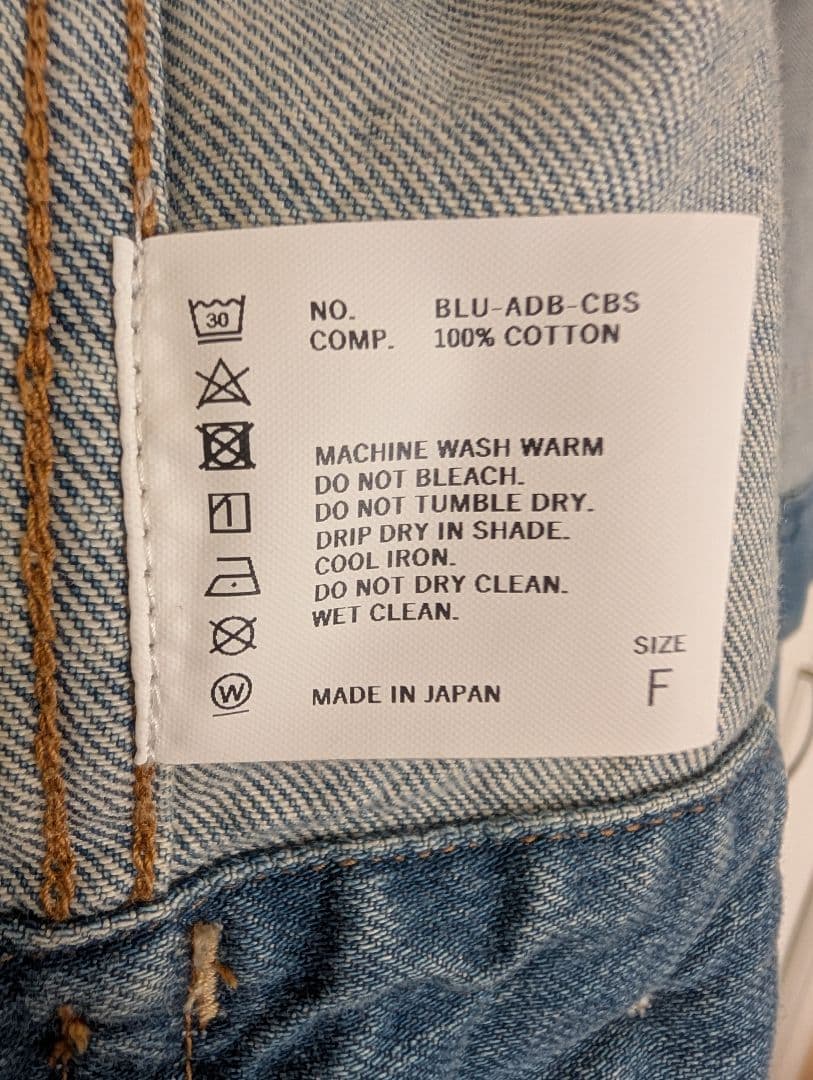 30
NO. BLU-ADB-CBS
COMP. 100% COTTON
MACHINE WASH WARM
DO NOT BLEACH.
DO NOT TUMBLE DRY.
DRIP DRY IN SHADE.
COOL IRON.
DO NOT DRY CLEAN.
WET CLEAN.
SIZE
F
W
MADE IN JAPAN